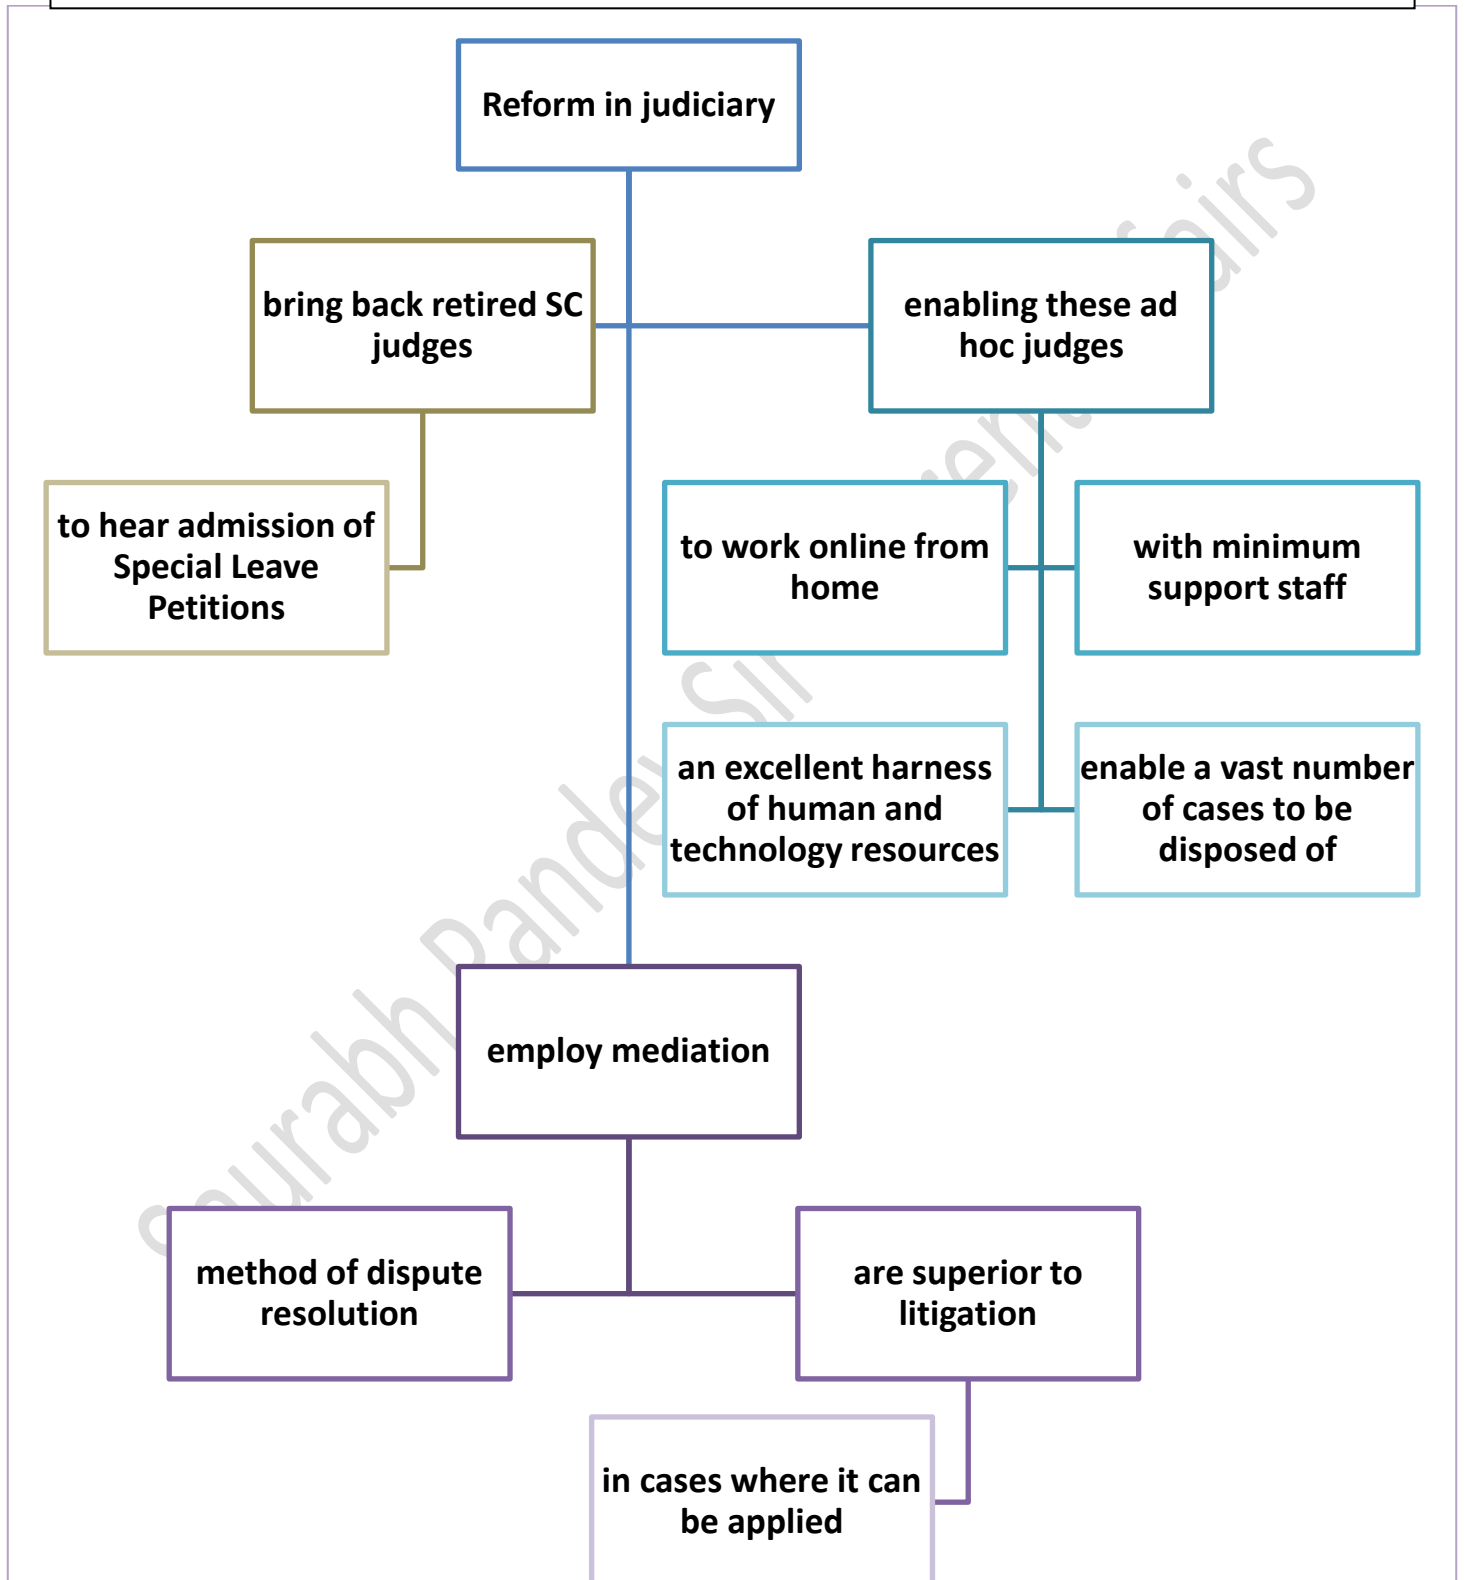 Reform in judiciary
bring back retired SC
judges
enabling these ad
hoc judges
to hear admission of
Special Leave
Petitions
to work online from
home
with minimum
support staff
an excellent harness
of human and
technology resources
enable a vast number
of cases to be
disposed of
employ mediation
method of dispute
resolution
are superior to
litigation
in cases where it can
be applied
Saurabh Pandey Sir